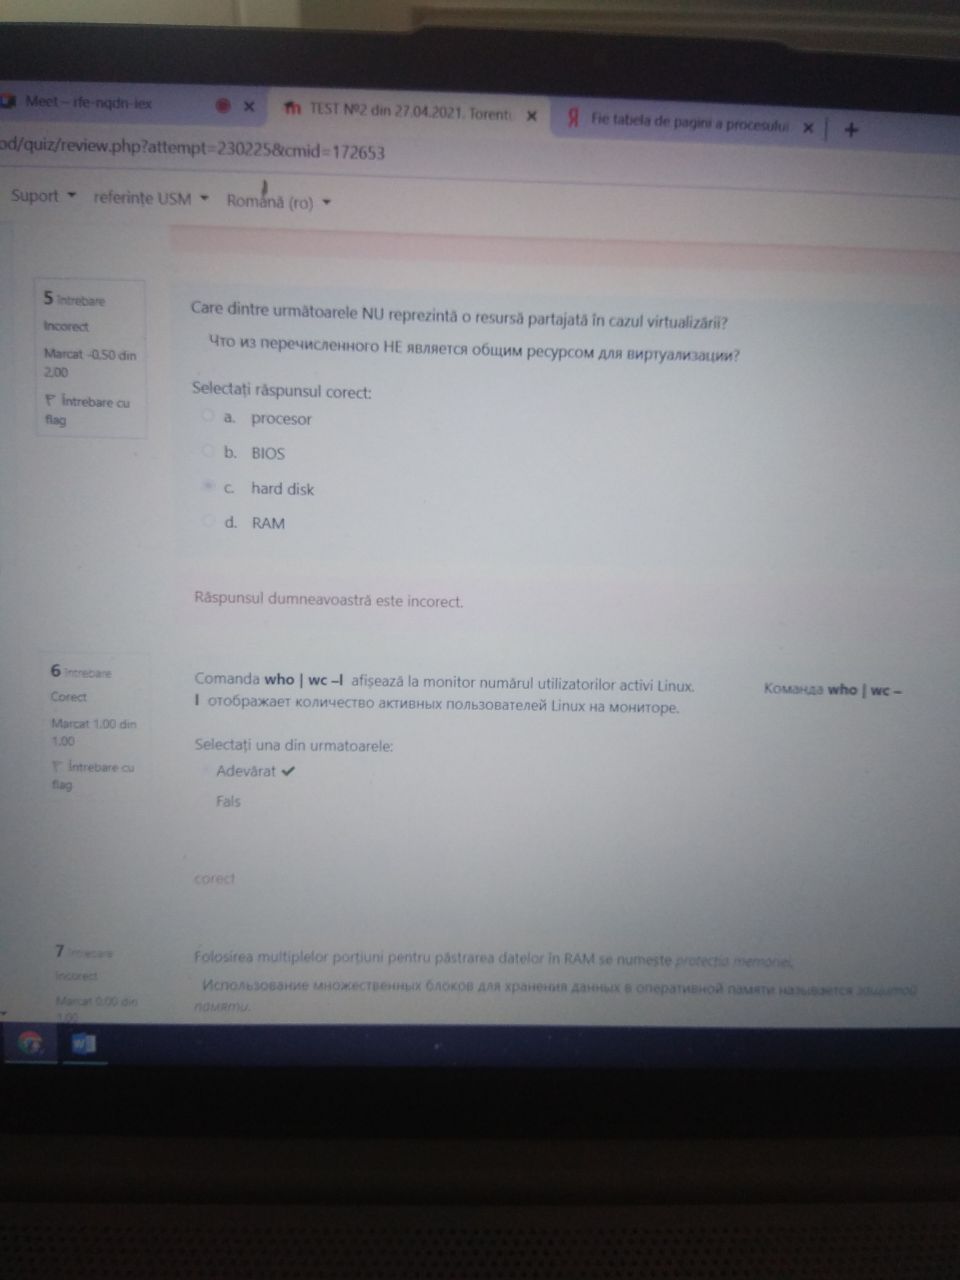 Meet – rfe-nqdn-iex
TEST №2 din 27.04.2021. Torent
Fie tabela de pagini a procesului
od/quiz/review.php?attempt=230225&cmid=172653
Suport referințe USM Română (ro)
5 Întrebare
Incorect
Marcat -0,50 din
2,00
Întrebare cu
flag
Care dintre următoarele NU reprezintă o resursă partajată în cazul virtualizării?
Что из перечисленного НЕ является общим ресурсом для виртуализации?
Selectați răspunsul corect:
a. procesor
b. BIOS
c. hard disk
d. RAM
Răspunsul dumneavoastră este incorect.
6 Întrebare
Corect
Marcat 1,00 din
1,00
Întrebare cu
flag
Comanda who | wc –l afișează la monitor numărul utilizatorilor activi Linux. Команда who | wc –
l отображает количество активных пользователей Linux на мониторе.
Selectați una din urmatoarele:
Adevărat
Fals
corect
7 Întrebare
Incorect
Marcat 0,00 din
1,00
Folosirea multiplelor porțiuni pentru păstrarea datelor în RAM se numește protecția memoriei.
Использование множественных блоков для хранения данных в оперативной памяти называется защитой
памяти.